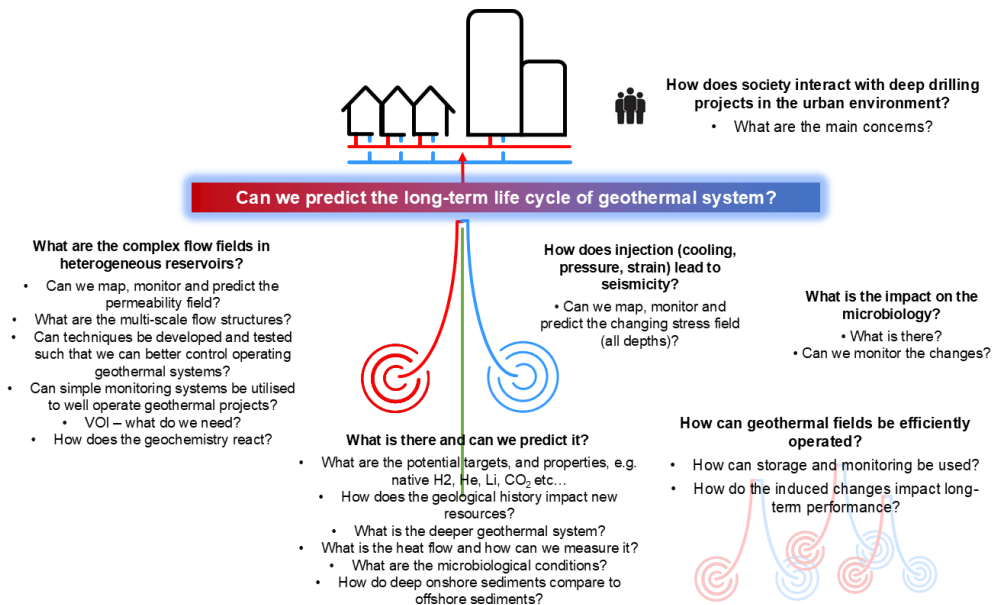 How does society interact with deep drilling
projects in the urban environment?
• What are the main concerns?
Can we predict the long-term life cycle of geothermal system?
What are the complex flow fields in
heterogeneous reservoirs?
• Can we map, monitor and predict the
permeability field?
• What are the multi-scale flow structures?
• Can techniques be developed and tested
such that we can better control operating
geothermal systems?
• Can simple monitoring systems be utilised
to well operate geothermal projects?
• VOI – what do we need?
• How does the geochemistry react?
How does injection (cooling,
pressure, strain) lead to
seismicity?
• Can we map, monitor and
predict the changing stress field
(all depths)?
What is the impact on the
microbiology?
• What is there?
• Can we monitor the changes?
What is there and can we predict it?
• What are the potential targets, and properties, e.g.
native H2, He, Li, CO2 etc…
• How does the geological history impact new
resources?
• What is the deeper geothermal system?
• What is the heat flow and how can we measure it?
• What are the microbiological conditions?
• How do deep onshore sediments compare to
offshore sediments?
How can geothermal fields be efficiently
operated?
• How can storage and monitoring be used?
• How do the induced changes impact long-
term performance?